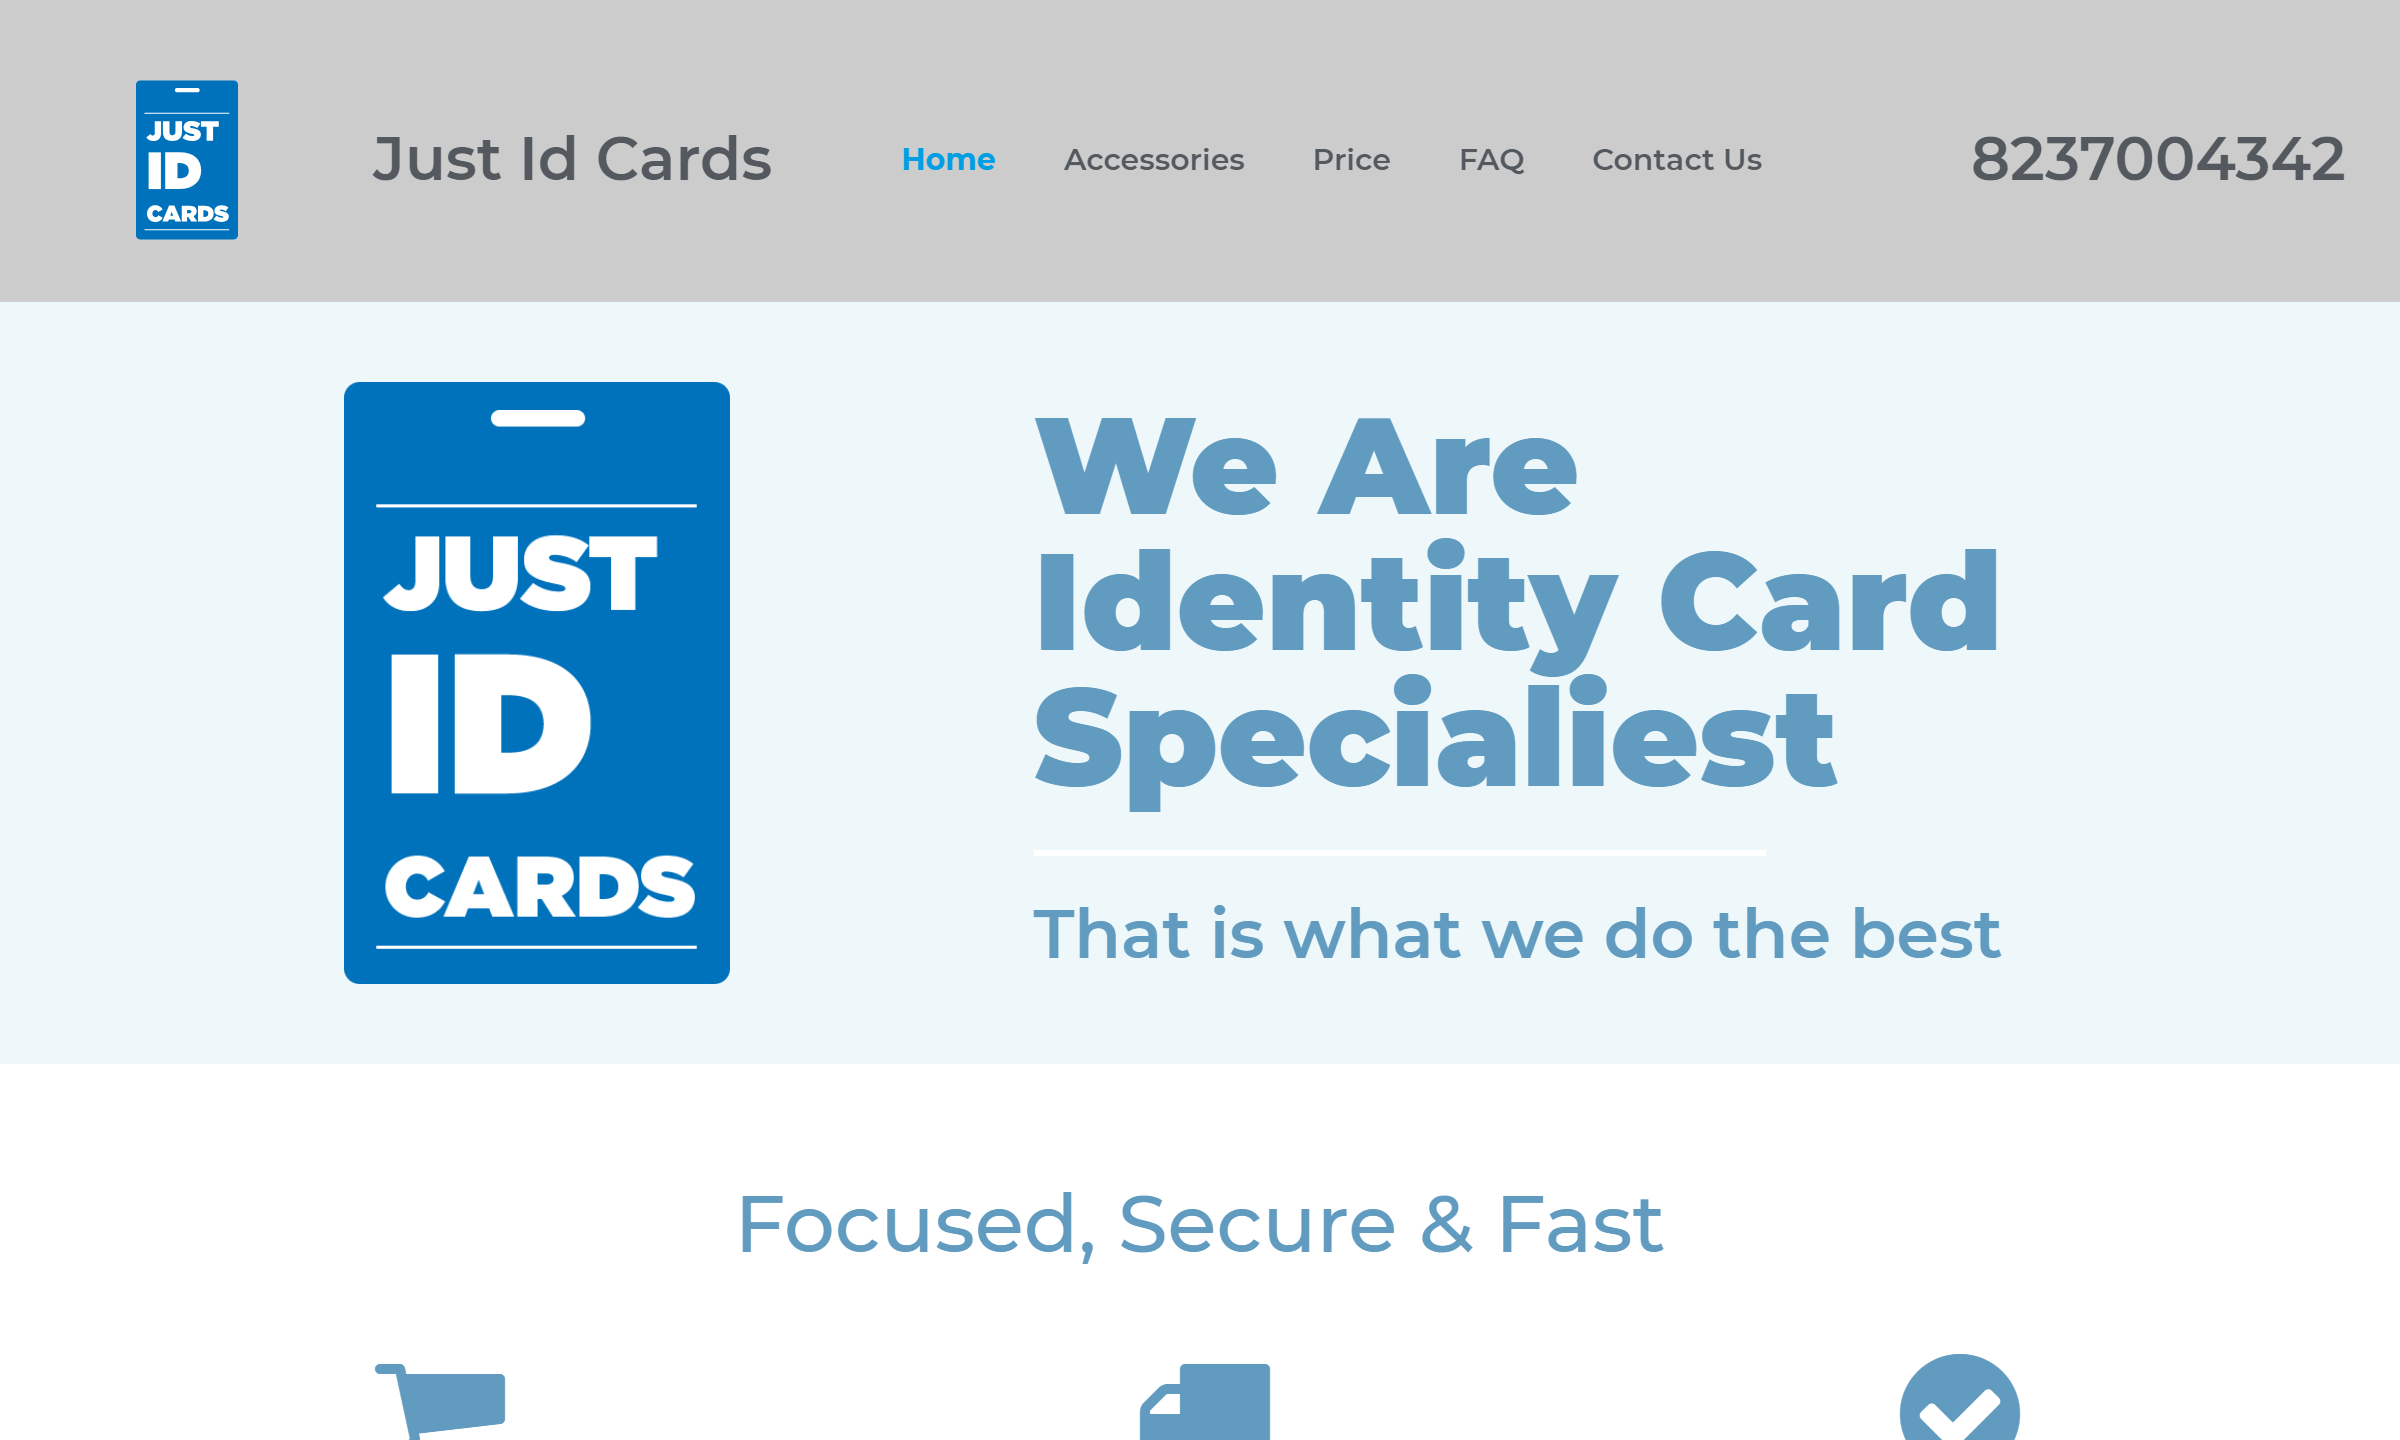 JUST
ID
CARDS
Just Id Cards
Home Accessories Price FAQ Contact Us
8237004342
JUST
ID
CARDS
We Are
Identity Card
Specialiest
That is what we do the best
Focused, Secure & Fast